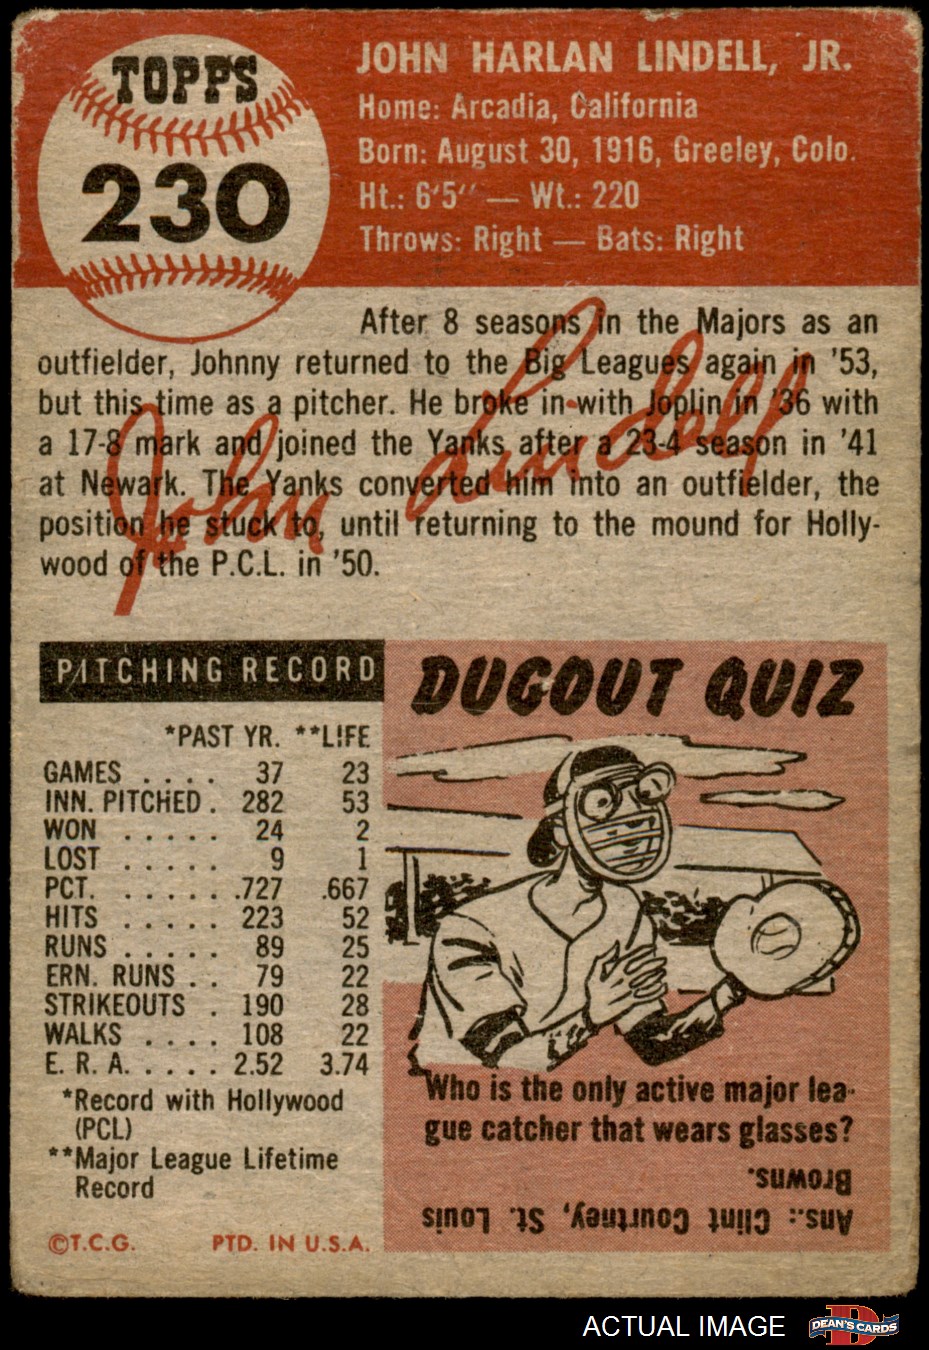 TOPPS
230
JOHN HARLAN LINDELL, JR.
Home: Arcadia, California
Born: August 30, 1916, Greeley, Colo.
Ht.: 6'5'' — Wt.: 220
Throws: Right — Bats: Right
After 8 seasons in the Majors as an
outfielder, Johnny returned to the Big Leagues again in '53,
but this time as a pitcher. He broke in with Joplin in '36 with
a 17-8 mark and joined the Yanks after a 23-4 season in '41
at Newark. The Yanks converted him into an outfielder, the
position he stuck to, until returning to the mound for Holly-
wood of the P.C.L. in '50.
John Lindell
PITCHING RECORD
*PAST YR. **LIFE
GAMES . . . . 37 23
INN. PITCHED . 282 53
WON . . . . . 24 2
LOST . . . . . 9 1
PCT. . . . . . .727 .667
HITS . . . . . 223 52
RUNS . . . . . 89 25
ERN. RUNS . . 79 22
STRIKEOUTS . 190 28
WALKS . . . . 108 22
E. R. A. . . . . 2.52 3.74
*Record with Hollywood
(PCL)
**Major League Lifetime
Record
©T.C.G. PTD. IN U.S.A.
DUGOUT QUIZ
Who is the only active major lea-
gue catcher that wears glasses?
Ans.: Clint Courtney, St. Louis
Browns.
ACTUAL IMAGE
DEAN'S CARDS